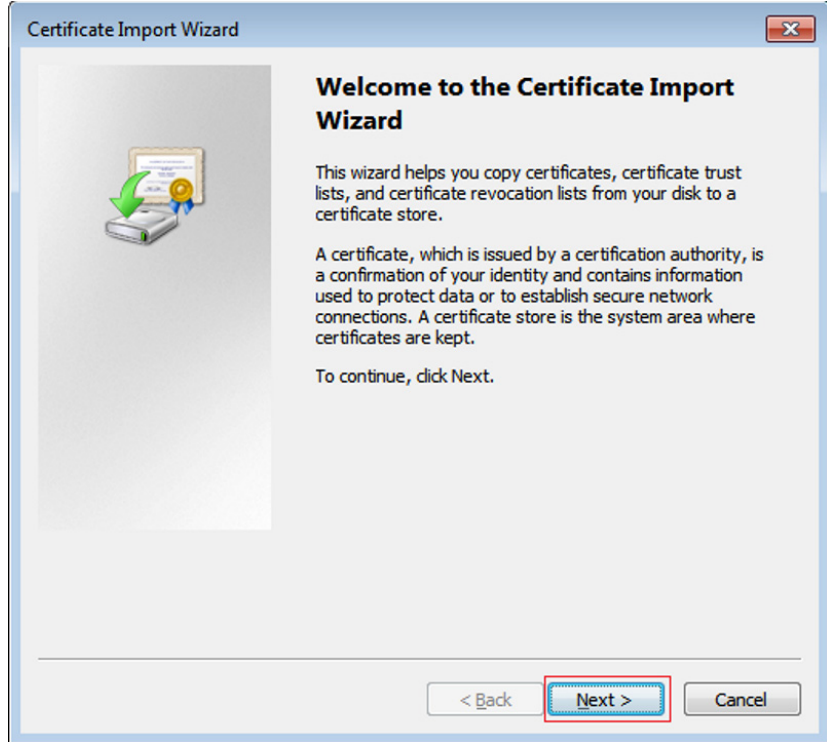 Certificate Import Wizard
Welcome to the Certificate Import
Wizard
This wizard helps you copy certificates, certificate trust
lists, and certificate revocation lists from your disk to a
certificate store.
A certificate, which is issued by a certification authority, is
a confirmation of your identity and contains information
used to protect data or to establish secure network
connections. A certificate store is the system area where
certificates are kept.
To continue, click Next.
< Back
Next >
Cancel